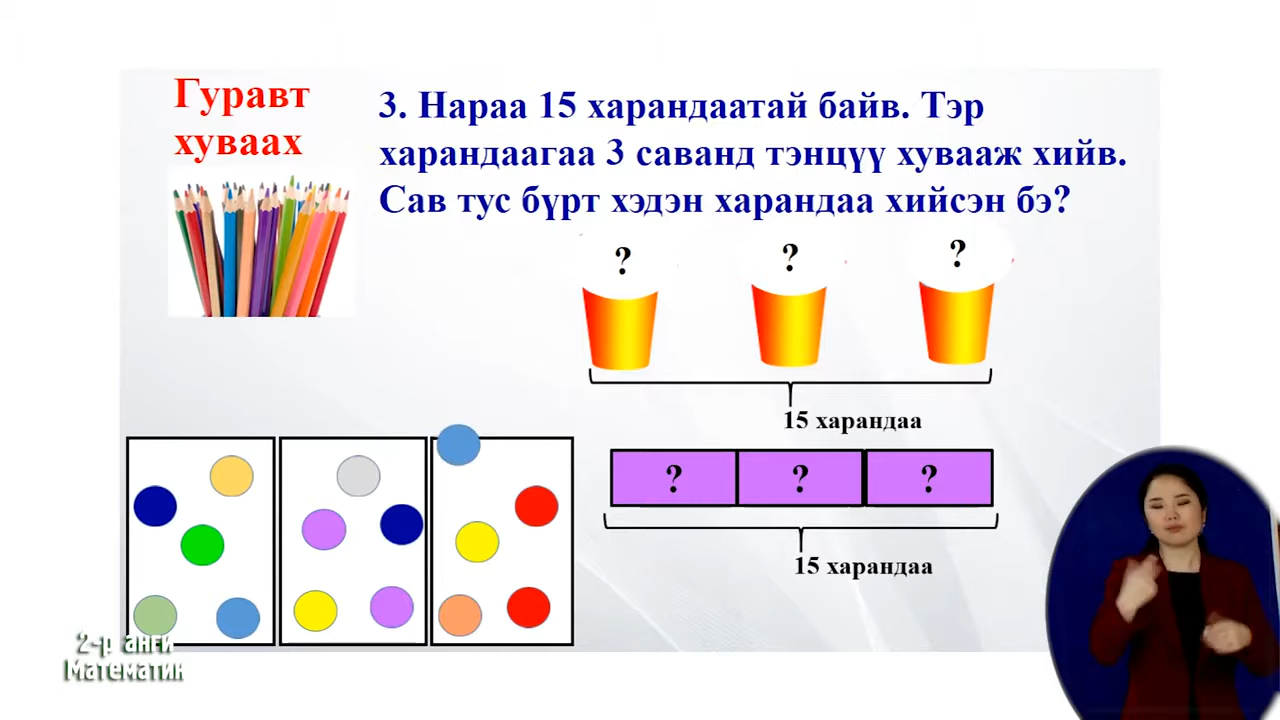 Гуравт
хуваах
3. Нараа 15 харандаатай байв. Тэр
харандаагаа 3 саванд тэнцүү хувааж хийв.
Сав тус бүрт хэдэн харандаа хийсэн бэ?
? ? ?
15 харандаа
? ? ?
15 харандаа
2-р анги
Математик